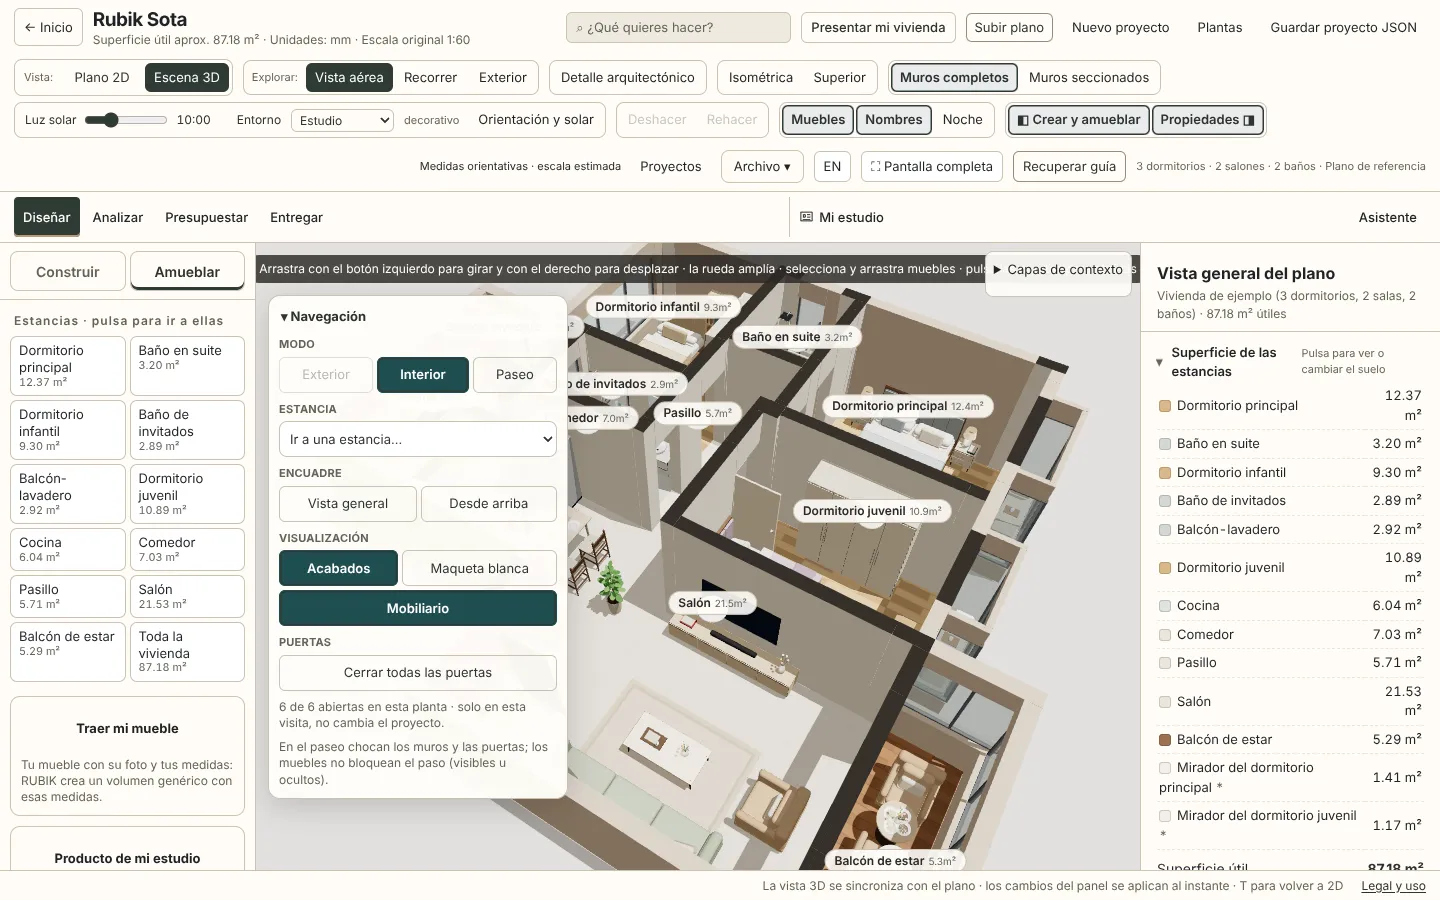 ← Inicio
Rubik Sota
Superficie útil aprox. 87.18 m² · Unidades: mm · Escala original 1:60
¿Qué quieres hacer?
Presentar mi vivienda
Subir plano
Nuevo proyecto
Plantas
Guardar proyecto JSON
Vista:
Plano 2D
Escena 3D
Explorar:
Vista aérea
Recorrer
Exterior
Detalle arquitectónico
Isométrica
Superior
Muros completos
Muros seccionados
Luz solar
10:00
Entorno
Estudio
decorativo
Orientación y solar
Deshacer
Rehacer
Muebles
Nombres
Noche
Crear y amueblar
Propiedades
Medidas orientativas · escala estimada
Proyectos
Archivo ▾
EN
Pantalla completa
Recuperar guía
3 dormitorios · 2 salones · 2 baños · Plano de referencia
Diseñar
Analizar
Presupuestar
Entregar
Mi estudio
Asistente
Construir
Amueblar
Estancias · pulsa para ir a ellas
Dormitorio principal
12.37 m²
Baño en suite
3.20 m²
Dormitorio infantil
9.30 m²
Baño de invitados
2.89 m²
Balcón-lavadero
2.92 m²
Dormitorio juvenil
10.89 m²
Cocina
6.04 m²
Comedor
7.03 m²
Pasillo
5.71 m²
Salón
21.53 m²
Balcón de estar
5.29 m²
Toda la vivienda
87.18 m²
Traer mi mueble
Tu mueble con su foto y tus medidas:
RUBIK crea un volumen genérico con
esas medidas.
Producto de mi estudio
Arrastra con el botón izquierdo para girar y con el derecho para desplazar · la rueda amplía · selecciona y arrastra muebles ·
▶ Capas de contexto
▾ Navegación
MODO
Exterior
Interior
Paseo
ESTANCIA
Ir a una estancia...
ENCUADRE
Vista general
Desde arriba
VISUALIZACIÓN
Acabados
Maqueta blanca
Mobiliario
PUERTAS
Cerrar todas las puertas
6 de 6 abiertas en esta planta · solo en esta
visita, no cambia el proyecto.
En el paseo chocan los muros y las puertas; los
muebles no bloquean el paso (visibles u
ocultos).
Dormitorio infantil 9.3m²
Baño en suite 3.2m²
o de invitados 2.9m²
nedor 7.0m²
Pasillo 5.7m²
Dormitorio principal 12.4m²
Dormitorio juvenil 10.9m²
Salón 21.5m²
Balcón de estar 5.3m²
Vista general del plano
Vivienda de ejemplo (3 dormitorios, 2 salas, 2
baños) · 87.18 m² útiles
▼ Superficie de las estancias
Pulsa para ver o cambiar el suelo
Dormitorio principal 12.37 m²
Baño en suite 3.20 m²
Dormitorio infantil 9.30 m²
Baño de invitados 2.89 m²
Balcón-lavadero 2.92 m²
Dormitorio juvenil 10.89 m²
Cocina 6.04 m²
Comedor 7.03 m²
Pasillo 5.71 m²
Salón 21.53 m²
Balcón de estar 5.29 m²
Mirador del dormitorio principal * 1.41 m²
Mirador del dormitorio juvenil * 1.17 m²
Superficie útil 87.18 m²
La vista 3D se sincroniza con el plano · los cambios del panel se aplican al instante · T para volver a 2D
Legal y uso